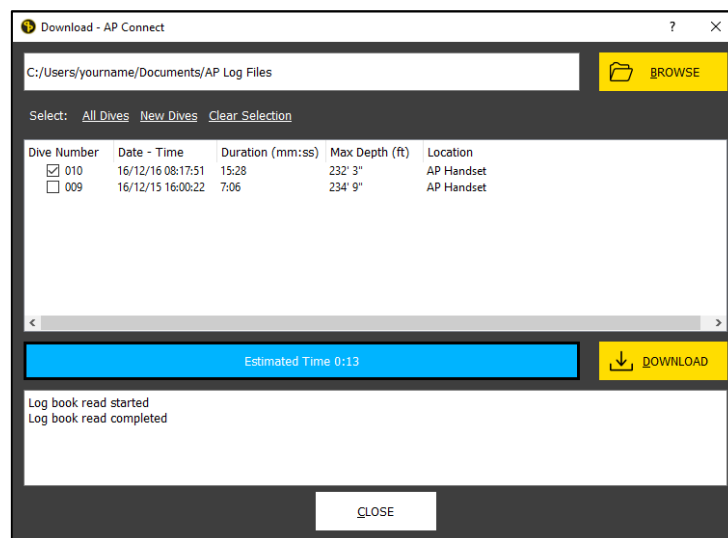 Download - AP Connect ? ×
C:/Users/yourname/Documents/AP Log Files BROWSE
Select: All Dives New Dives Clear Selection
Dive Number Date - Time Duration (mm:ss) Max Depth (ft) Location
010 16/12/16 08:17:51 15:28 232' 3" AP Handset
009 16/12/15 16:00:22 7:06 234' 9" AP Handset
Estimated Time 0:13 DOWNLOAD
Log book read started
Log book read completed
CLOSE